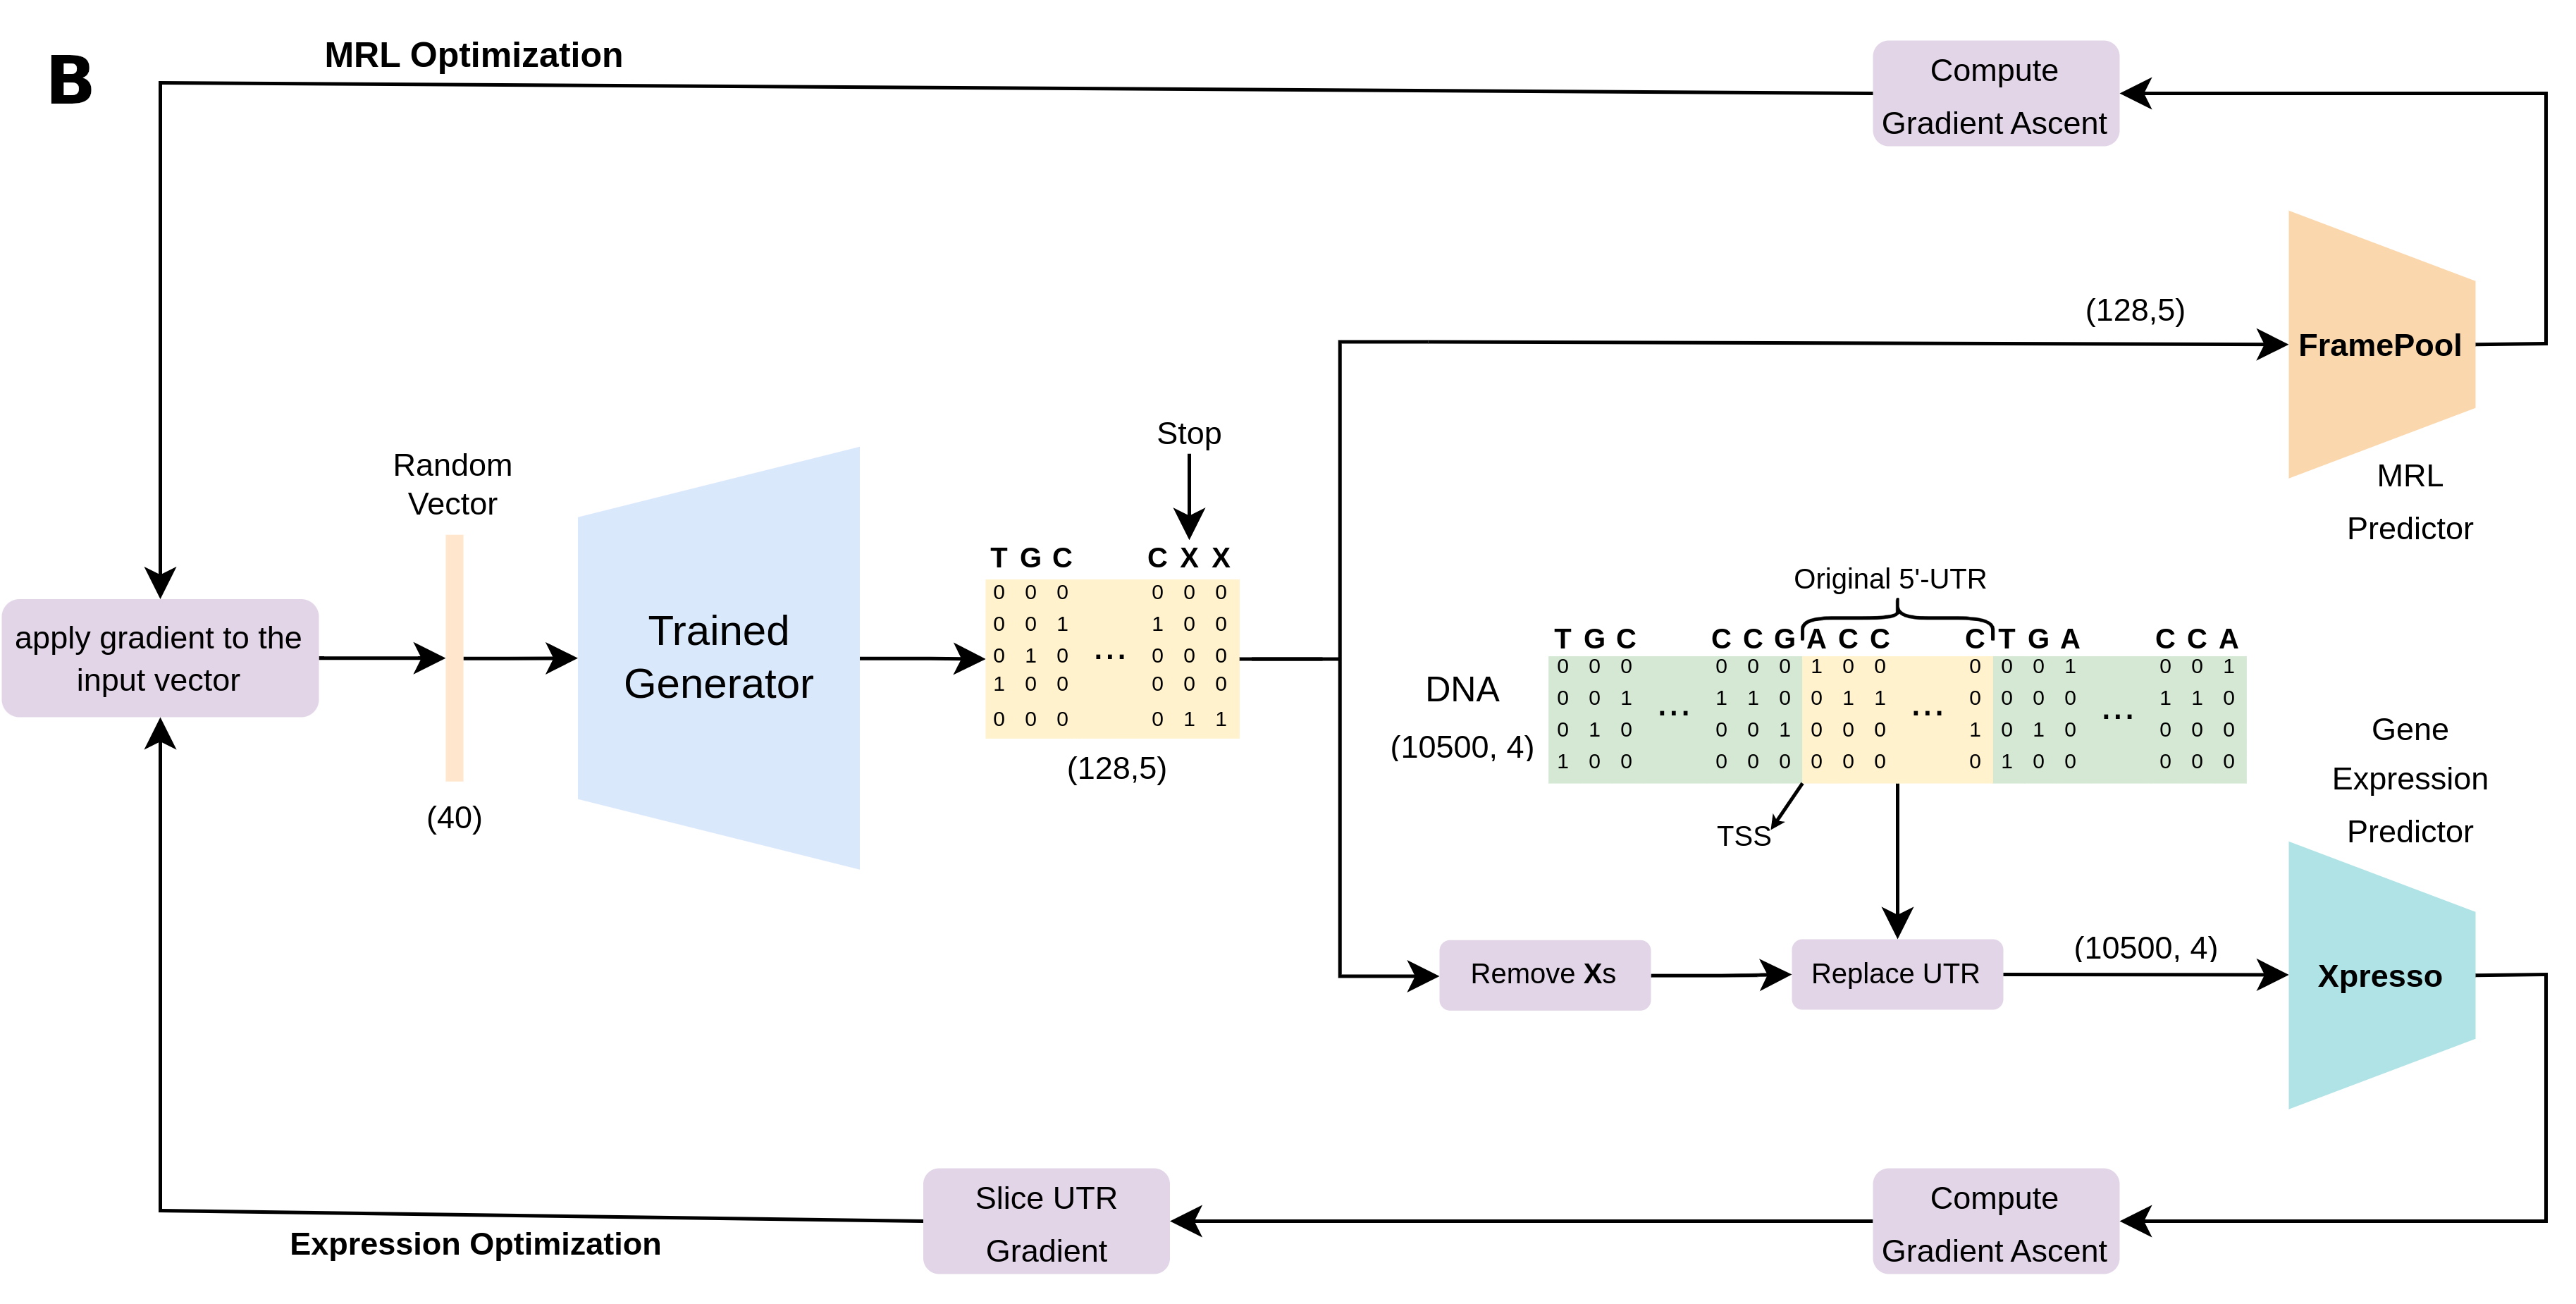 B
MRL Optimization
Compute
Gradient Ascent
(128,5)
FramePool
MRL
Predictor
Stop
Random
Vector
T G C C X X
0 0 0 0 0 0
0 0 1 1 0 0
0 1 0 ... 0 0 0
1 0 0 0 0 0
0 0 0 0 1 1
(128,5)
apply gradient to the
input vector
(40)
Trained
Generator
Original 5'-UTR
T G C C C G A C C C T G A C C A
0 0 0 0 0 0 1 0 0 0 0 0 1 0 0 1
0 0 1 ... 1 1 0 0 1 1 ... 0 0 0 0 ... 1 1 0
0 1 0 0 0 1 0 0 0 1 0 1 0 0 0 0
1 0 0 0 0 0 0 0 0 0 1 0 0 0 0 0
DNA
(10500, 4)
TSS
Gene
Expression
Predictor
Remove Xs
Replace UTR
(10500, 4)
Xpresso
Slice UTR
Gradient
Compute
Gradient Ascent
Expression Optimization